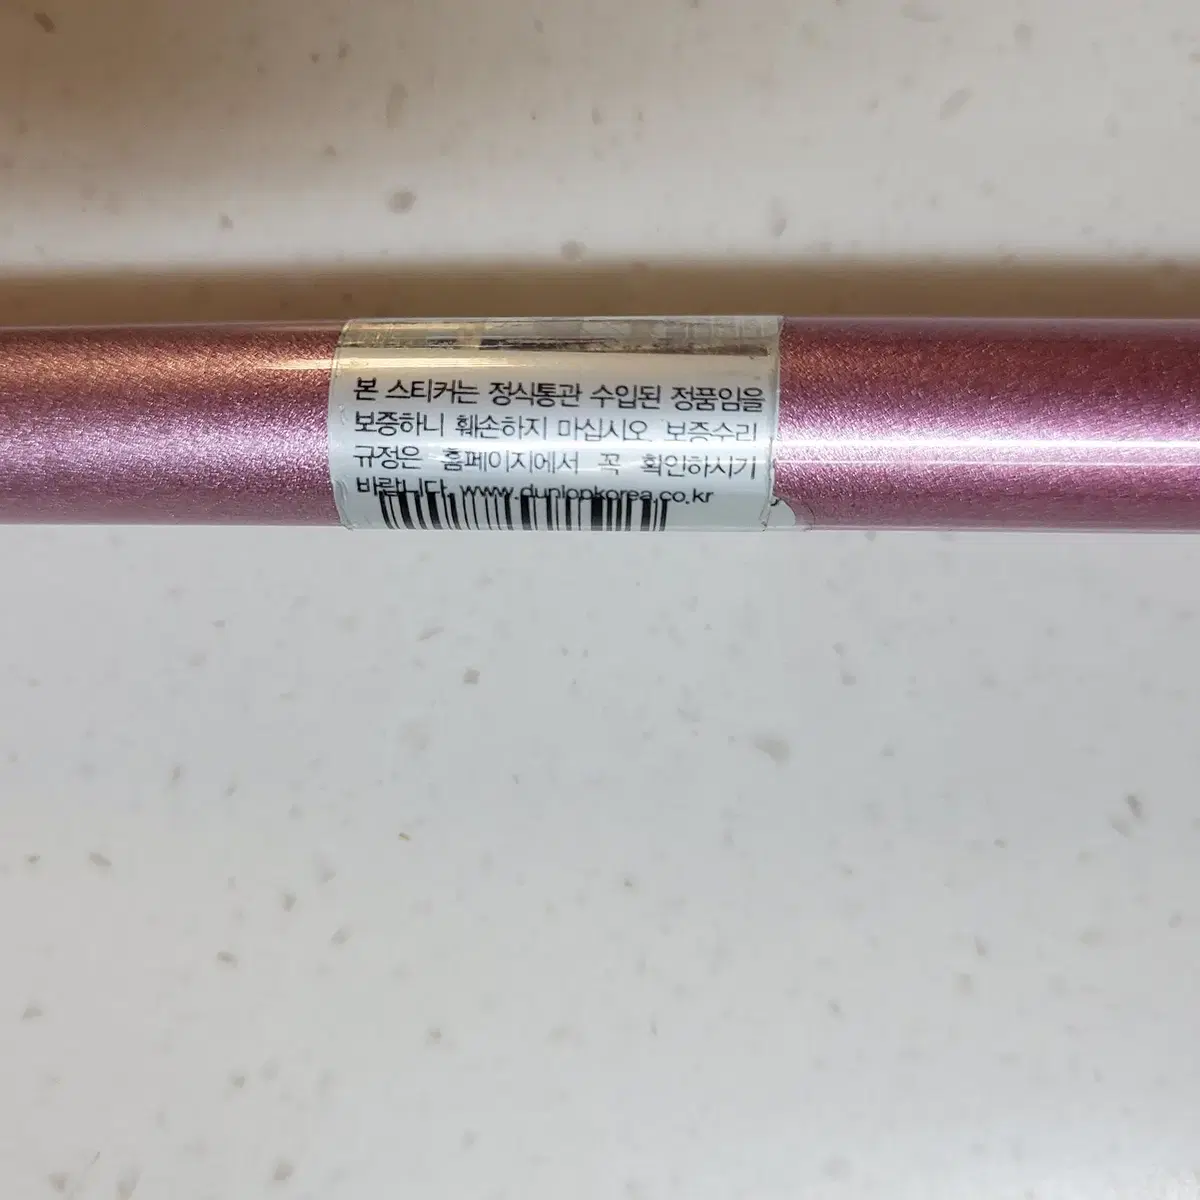 본 스티커는 정식통관 수입된 정품임을
보증하니 훼손하지 마십시오. 보증수리
규정은 홈페이지에서 꼭 확인하시기
바랍니다. www.dunlopkorea.co.kr